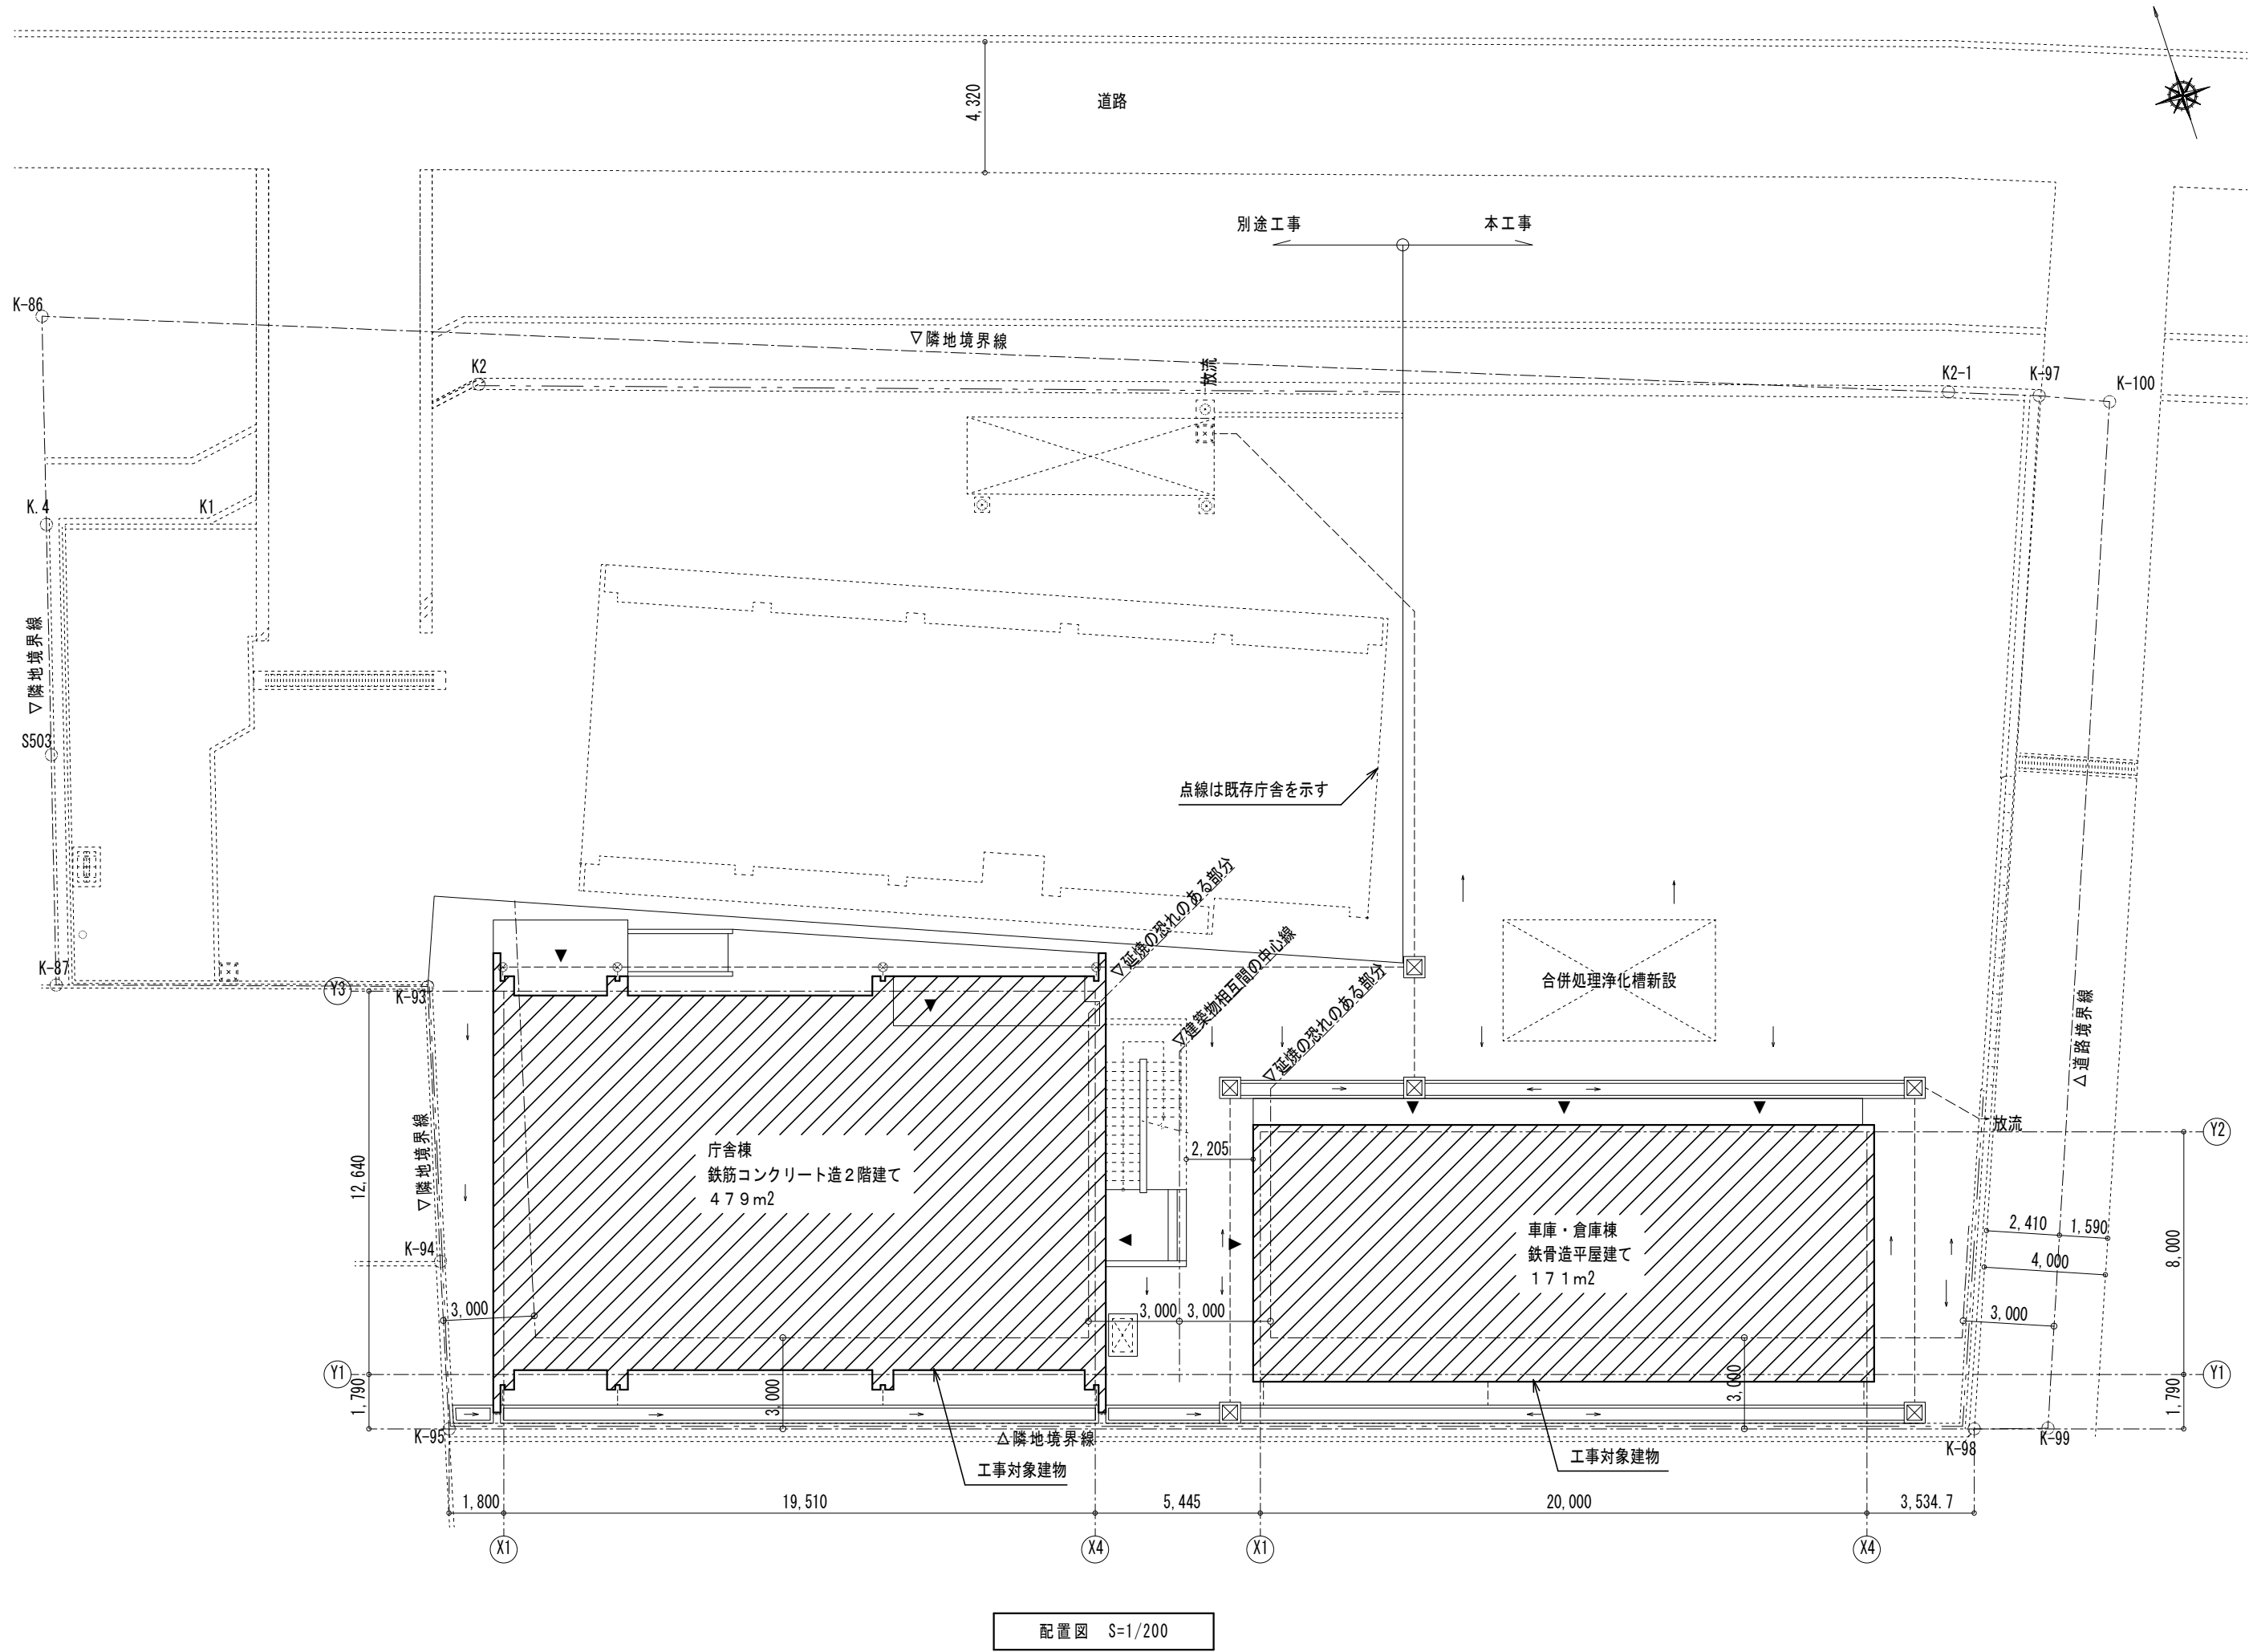 4,320
道路
別途工事
本工事
K-86
▽隣地境界線
放流
K2
K2-1
K-97
K-100
K.4
K1
▽隣地境界線
S503
点線は既存庁舎を示す
▽延焼の恐れのある部分
▽建築物相互間の中心線
▽延焼の恐れのある部分
合併処理浄化槽新設
△道路境界線
K-87
Y3
K-93
放流
Y2
▽隣地境界線
12,640
庁舎棟
鉄筋コンクリート造2階建て
479m2
2,205
車庫・倉庫棟
鉄骨造平屋建て
171m2
2,410
1,590
4,000
8,000
K-94
3,000
3,000
3,000
3,000
Y1
3,000
3,000
Y1
1,790
1,790
K-95
△隣地境界線
K-98
K-99
工事対象建物
工事対象建物
1,800
19,510
5,445
20,000
3,534.7
X1
X4
X1
X4
配置図 S=1/200